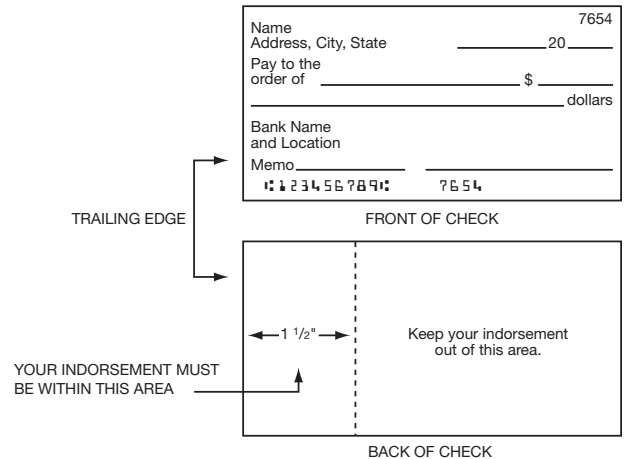 7654
Name
Address, City, State 20
Pay to the
order of $
dollars
Bank Name
and Location
Memo
⑆123456789⑆ 7654
TRAILING EDGE
FRONT OF CHECK
1 1/2"
Keep your indorsement
out of this area.
YOUR INDORSEMENT MUST
BE WITHIN THIS AREA
BACK OF CHECK